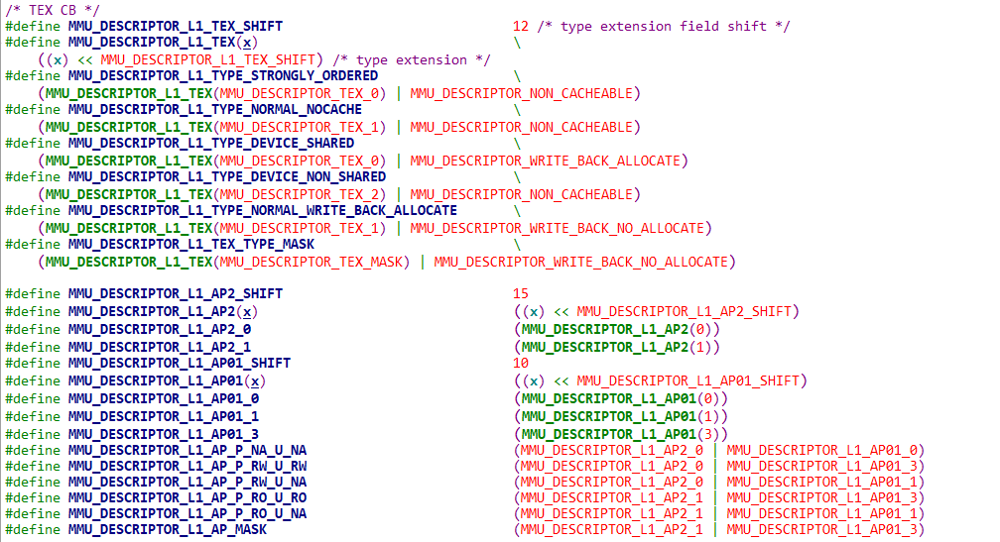 /* TEX CB */
#define MMU_DESCRIPTOR_L1_TEX_SHIFT 12 /* type extension field shift */
#define MMU_DESCRIPTOR_L1_TEX(x) \
((x) << MMU_DESCRIPTOR_L1_TEX_SHIFT) /* type extension */
#define MMU_DESCRIPTOR_L1_TYPE_STRONGLY_ORDERED \
(MMU_DESCRIPTOR_L1_TEX(MMU_DESCRIPTOR_TEX_0) | MMU_DESCRIPTOR_NON_CACHEABLE)
#define MMU_DESCRIPTOR_L1_TYPE_NORMAL_NOCACHE \
(MMU_DESCRIPTOR_L1_TEX(MMU_DESCRIPTOR_TEX_1) | MMU_DESCRIPTOR_NON_CACHEABLE)
#define MMU_DESCRIPTOR_L1_TYPE_DEVICE_SHARED \
(MMU_DESCRIPTOR_L1_TEX(MMU_DESCRIPTOR_TEX_0) | MMU_DESCRIPTOR_WRITE_BACK_ALLOCATE)
#define MMU_DESCRIPTOR_L1_TYPE_DEVICE_NON_SHARED \
(MMU_DESCRIPTOR_L1_TEX(MMU_DESCRIPTOR_TEX_2) | MMU_DESCRIPTOR_NON_CACHEABLE)
#define MMU_DESCRIPTOR_L1_TYPE_NORMAL_WRITE_BACK_ALLOCATE \
(MMU_DESCRIPTOR_L1_TEX(MMU_DESCRIPTOR_TEX_1) | MMU_DESCRIPTOR_WRITE_BACK_NO_ALLOCATE)
#define MMU_DESCRIPTOR_L1_TEX_TYPE_MASK \
(MMU_DESCRIPTOR_L1_TEX(MMU_DESCRIPTOR_TEX_MASK) | MMU_DESCRIPTOR_WRITE_BACK_NO_ALLOCATE)
#define MMU_DESCRIPTOR_L1_AP2_SHIFT 15
#define MMU_DESCRIPTOR_L1_AP2(x) ((x) << MMU_DESCRIPTOR_L1_AP2_SHIFT)
#define MMU_DESCRIPTOR_L1_AP2_0 (MMU_DESCRIPTOR_L1_AP2(0))
#define MMU_DESCRIPTOR_L1_AP2_1 (MMU_DESCRIPTOR_L1_AP2(1))
#define MMU_DESCRIPTOR_L1_AP01_SHIFT 10
#define MMU_DESCRIPTOR_L1_AP01(x) ((x) << MMU_DESCRIPTOR_L1_AP01_SHIFT)
#define MMU_DESCRIPTOR_L1_AP01_0 (MMU_DESCRIPTOR_L1_AP01(0))
#define MMU_DESCRIPTOR_L1_AP01_1 (MMU_DESCRIPTOR_L1_AP01(1))
#define MMU_DESCRIPTOR_L1_AP01_3 (MMU_DESCRIPTOR_L1_AP01(3))
#define MMU_DESCRIPTOR_L1_AP_P_NA_U_NA (MMU_DESCRIPTOR_L1_AP2_0 | MMU_DESCRIPTOR_L1_AP01_0)
#define MMU_DESCRIPTOR_L1_AP_P_RW_U_RW (MMU_DESCRIPTOR_L1_AP2_0 | MMU_DESCRIPTOR_L1_AP01_3)
#define MMU_DESCRIPTOR_L1_AP_P_RW_U_NA (MMU_DESCRIPTOR_L1_AP2_0 | MMU_DESCRIPTOR_L1_AP01_1)
#define MMU_DESCRIPTOR_L1_AP_P_RO_U_RO (MMU_DESCRIPTOR_L1_AP2_1 | MMU_DESCRIPTOR_L1_AP01_3)
#define MMU_DESCRIPTOR_L1_AP_P_RO_U_NA (MMU_DESCRIPTOR_L1_AP2_1 | MMU_DESCRIPTOR_L1_AP01_1)
#define MMU_DESCRIPTOR_L1_AP_MASK (MMU_DESCRIPTOR_L1_AP2_1 | MMU_DESCRIPTOR_L1_AP01_3)